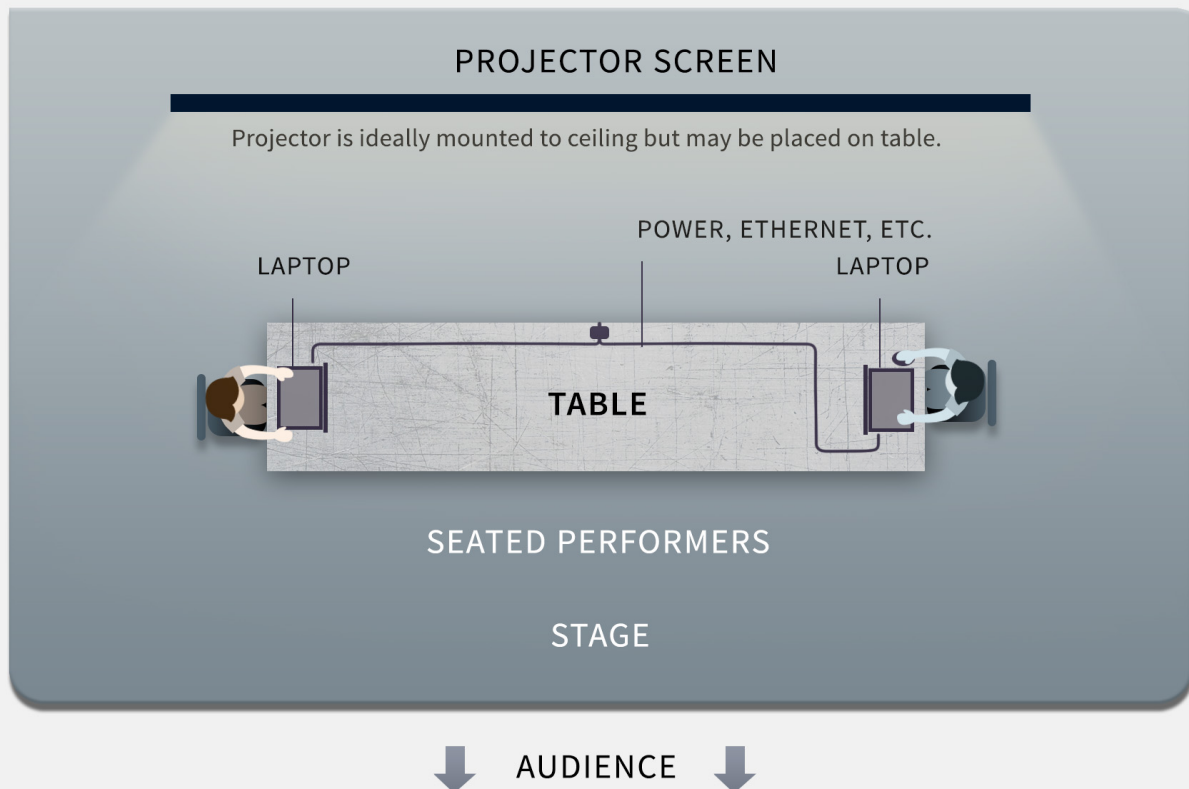 PROJECTOR SCREEN
Projector is ideally mounted to ceiling but may be placed on table.
POWER, ETHERNET, ETC.
LAPTOP
LAPTOP
TABLE
SEATED PERFORMERS
STAGE
AUDIENCE